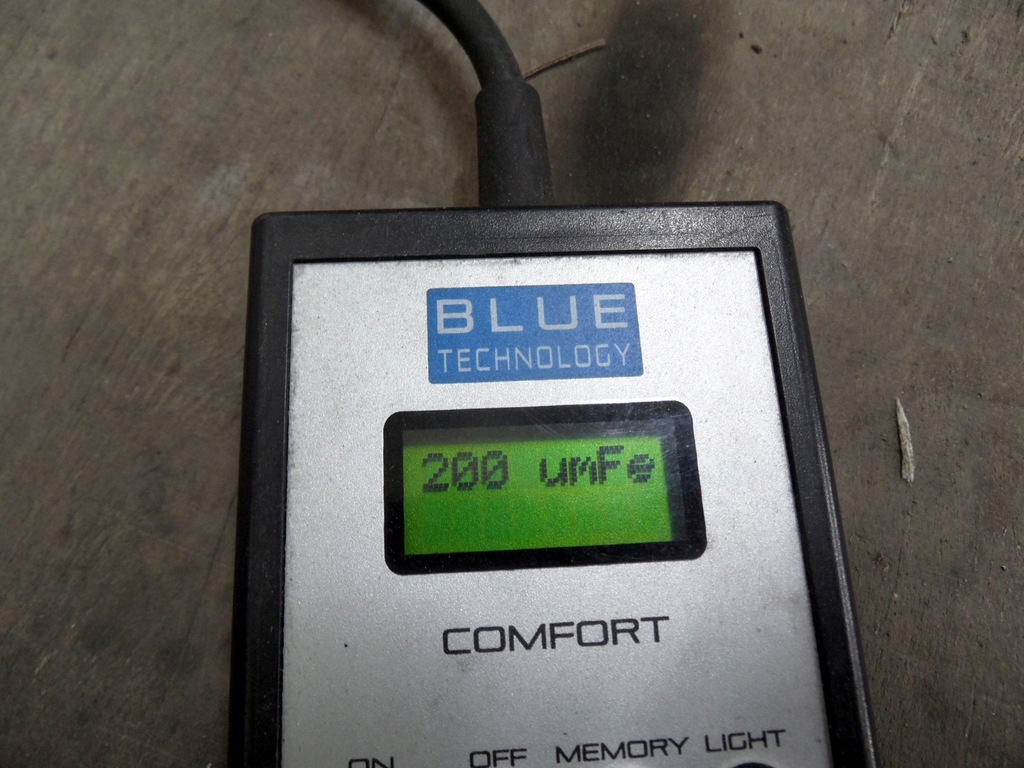 BLUE
TECHNOLOGY
200 umFe
COMFORT
ON OFF MEMORY LIGHT